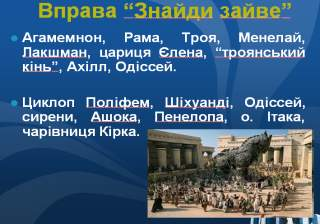 Вправа “Знайди зайве”
Агамемнон, Рама, Троя, Менелай,
Лакшман, цариця Єлена, “троянський
кінь”, Ахілл, Одіссей.
Циклоп Поліфем, Шіхуанді, Одіссей,
сирени, Ашока, Пенелопа, о. Ітака,
чарівниця Кірка.